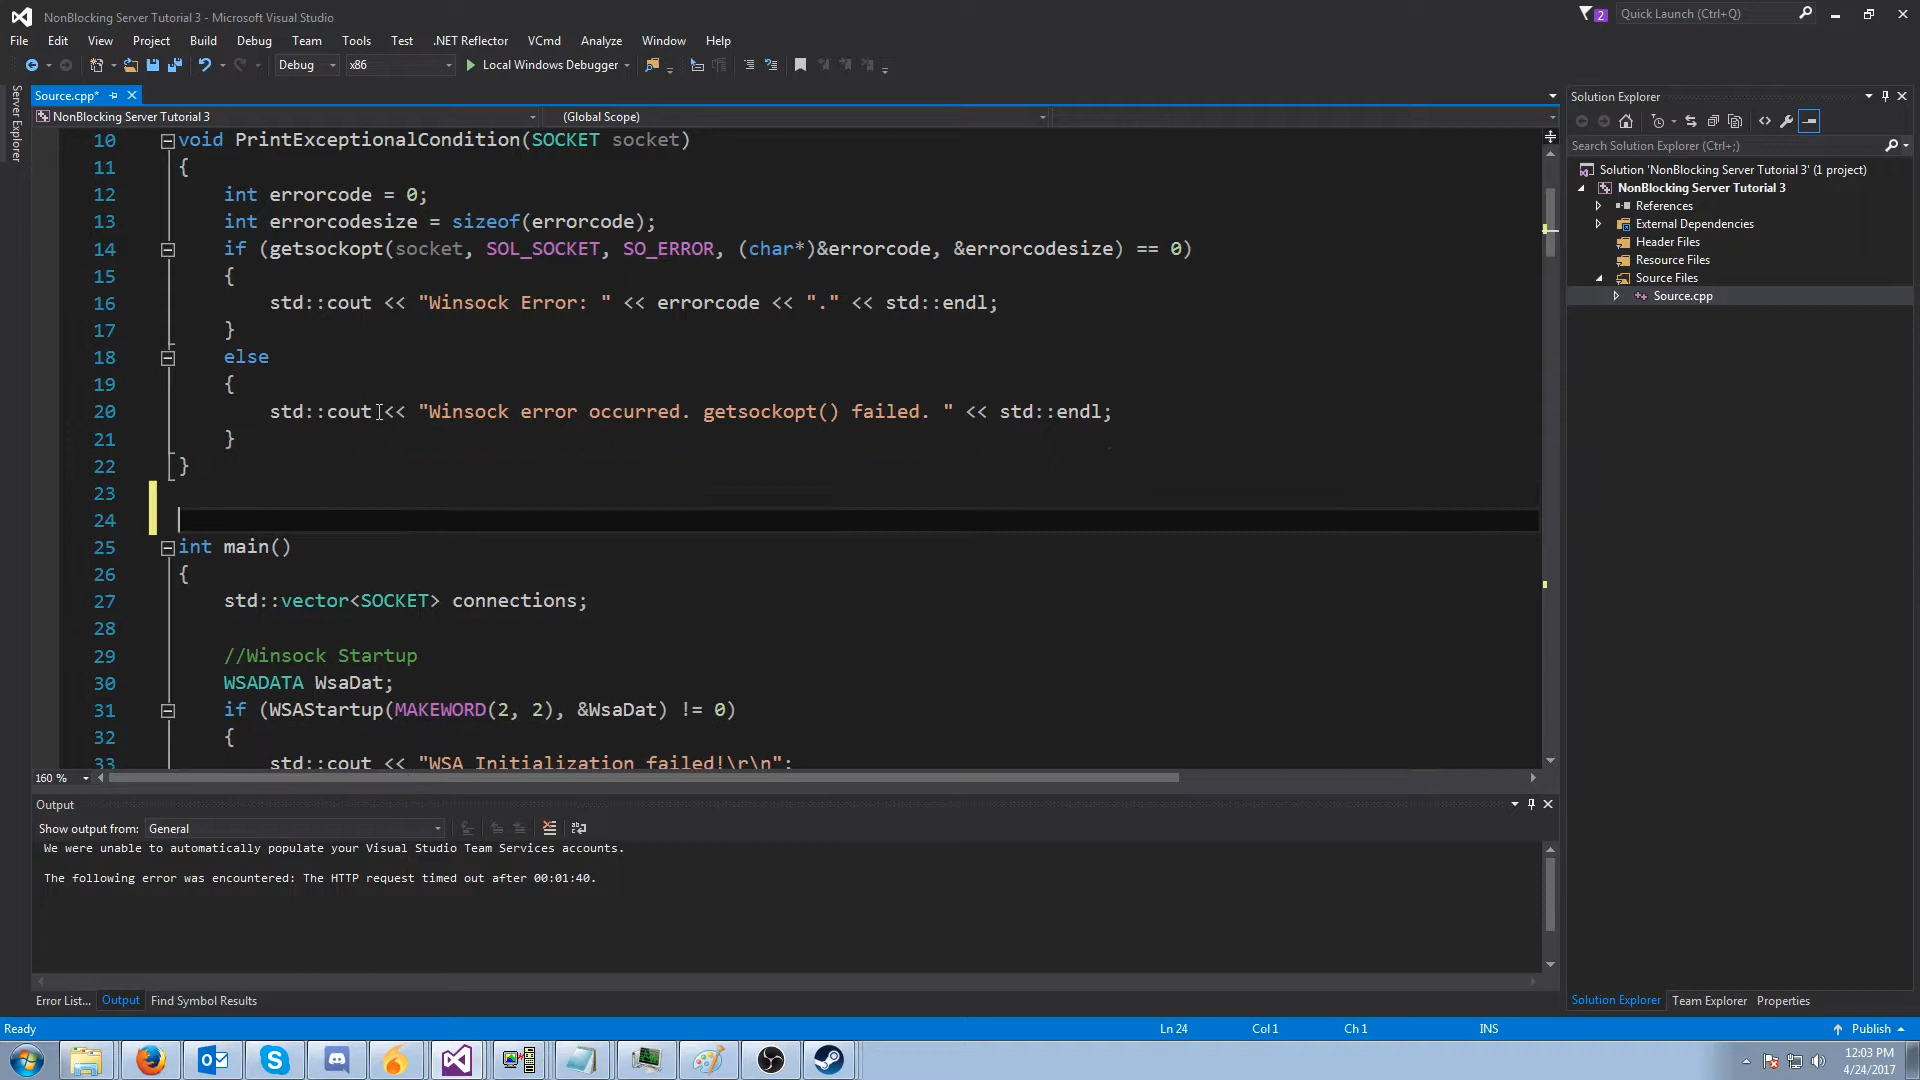 NonBlocking Server Tutorial 3 - Microsoft Visual Studio
2
Quick Launch (Ctrl+Q)
File Edit View Project Build Debug Team Tools Test .NET Reflector VCmd Analyze Window Help
Debug x86 Local Windows Debugger
Server Explorer
Source.cpp*
NonBlocking Server Tutorial 3 (Global Scope)
10 void PrintExceptionalCondition(SOCKET socket)
11 {
12 int errorcode = 0;
13 int errorcodesize = sizeof(errorcode);
14 if (getsockopt(socket, SOL_SOCKET, SO_ERROR, (char*)&errorcode, &errorcodesize) == 0)
15 {
16 std::cout << "Winsock Error: " << errorcode << "." << std::endl;
17 }
18 else
19 {
20 std::cout << "Winsock error occurred. getsockopt() failed. " << std::endl;
21 }
22 }
23
24
25 int main()
26 {
27 std::vector<SOCKET> connections;
28
29 //Winsock Startup
30 WSADATA WsaDat;
31 if (WSAStartup(MAKEWORD(2, 2), &WsaDat) != 0)
32 {
33 std::cout << "WSA Initialization failed!\r\n";
160 %
Output
Show output from: General
We were unable to automatically populate your Visual Studio Team Services accounts.
The following error was encountered: The HTTP request timed out after 00:01:40.
Error List... Output Find Symbol Results
Solution Explorer
Search Solution Explorer (Ctrl+;)
Solution 'NonBlocking Server Tutorial 3' (1 project)
NonBlocking Server Tutorial 3
References
External Dependencies
Header Files
Resource Files
Source Files
Source.cpp
Solution Explorer Team Explorer Properties
Ready Ln 24 Col 1 Ch 1 INS Publish
12:03 PM
4/24/2017